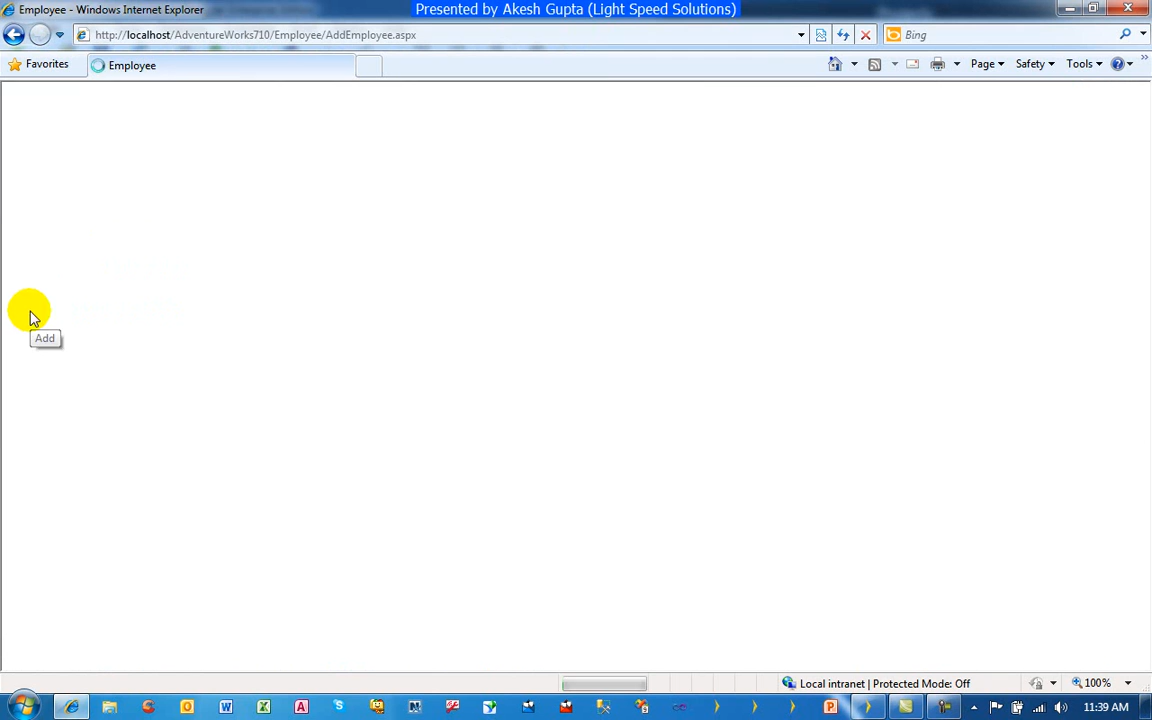 Employee - Windows Internet Explorer
Presented by Akesh Gupta (Light Speed Solutions)
http://localhost/AdventureWorks710/Employee/AddEmployee.aspx
Bing
Favorites
Employee
Page
Safety
Tools
Add
Local intranet | Protected Mode: Off
100%
11:39 AM